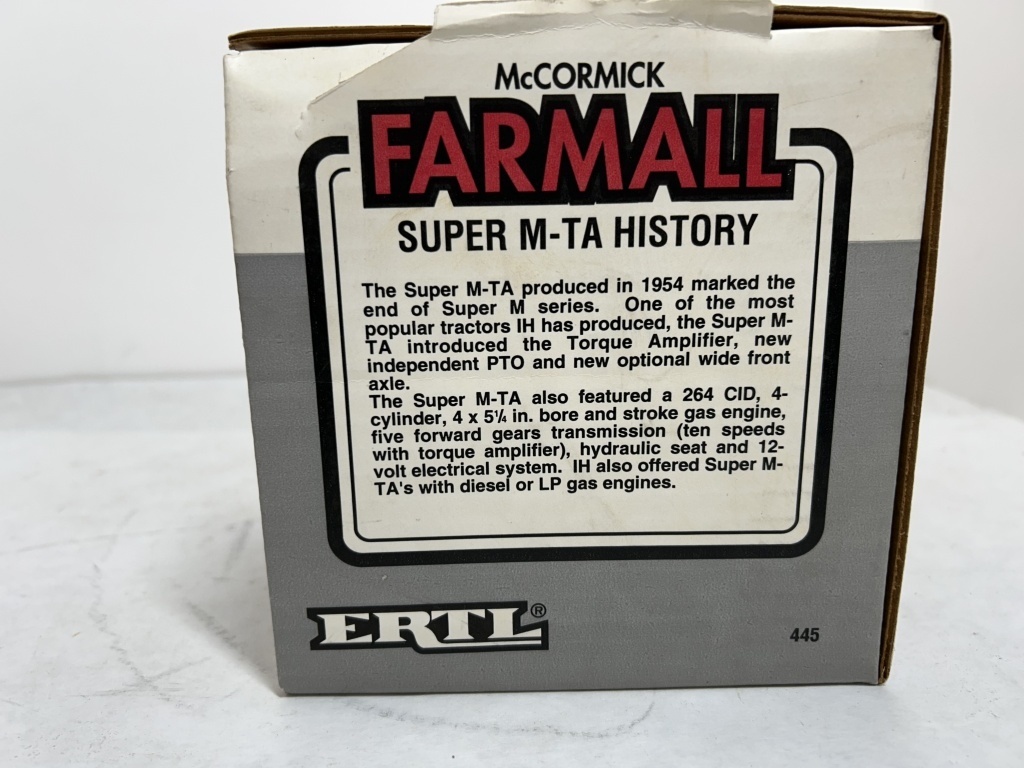 McCORMICK
FARMALL
SUPER M-TA HISTORY
The Super M-TA produced in 1954 marked the
end of Super M series. One of the most
popular tractors IH has produced, the Super M-
TA introduced the Torque Amplifier, new
independent PTO and new optional wide front
axle.
The Super M-TA also featured a 264 CID, 4-
cylinder, 4 x 5¼ in. bore and stroke gas engine,
five forward gears transmission (ten speeds
with torque amplifier), hydraulic seat and 12-
volt electrical system. IH also offered Super M-
TA's with diesel or LP gas engines.
ERTL®
445